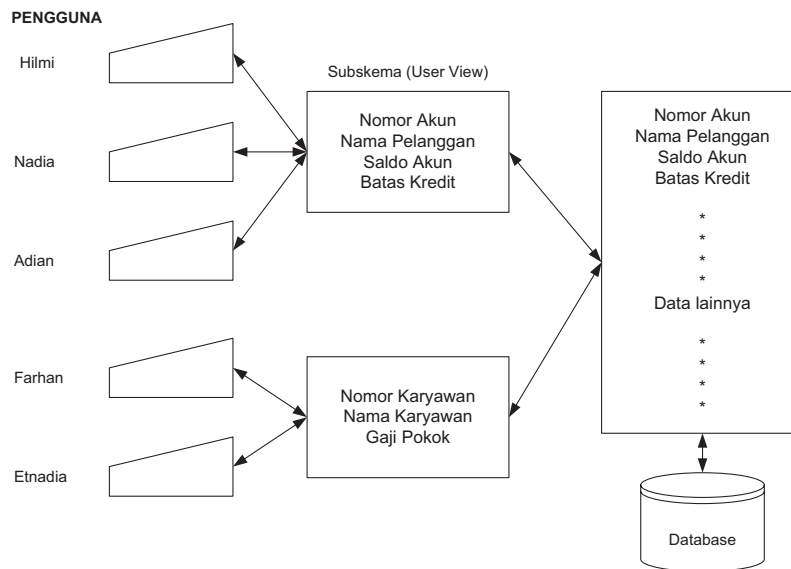 PENGGUNA
Hilmi
Nadia
Adian
Farhan
Etnadia
Subskema (User View)
Nomor Akun
Nama Pelanggan
Saldo Akun
Batas Kredit
Nomor Karyawan
Nama Karyawan
Gaji Pokok
Nomor Akun
Nama Pelanggan
Saldo Akun
Batas Kredit
*
*
*
*
Data lainnya
*
*
*
*
Database